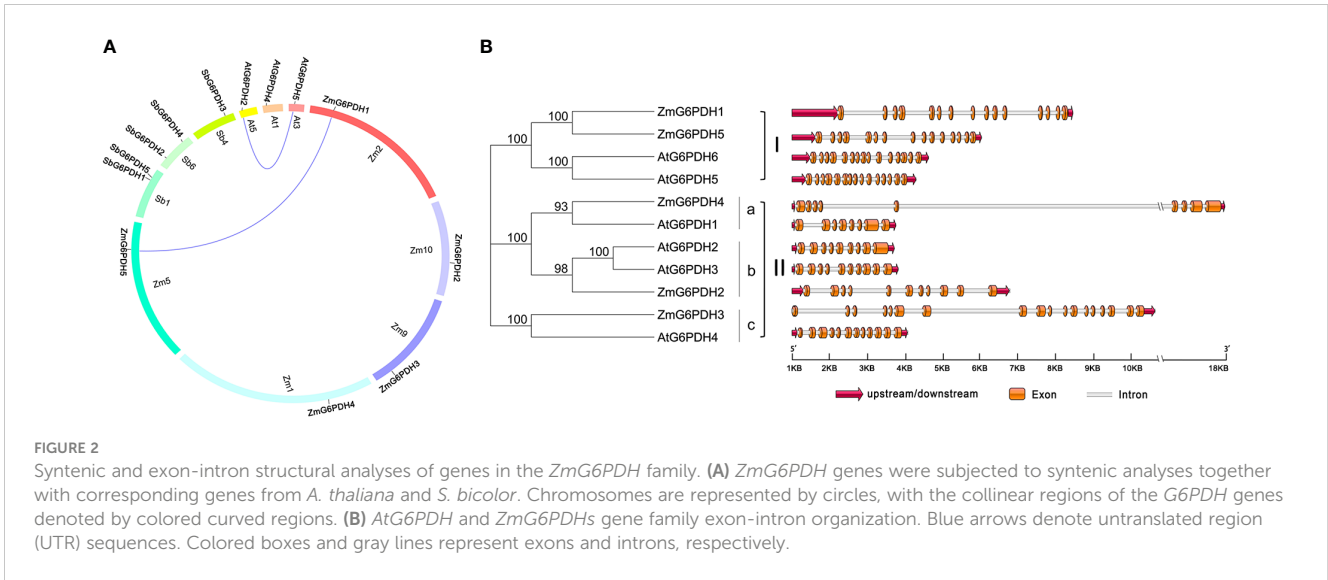 A
B
SbG6PDH3
AtG6PDH2
AtG6PDH4
AtG6PDH5
ZmG6PDH1
SbG6PDH4
SbG6PDH2
SbG6PDH5
SbG6PDH1
Sb4
At5
At1
At3
Sb6
Sb1
Zm2
Zm10
ZmG6PDH2
Zm9
ZmG6PDH3
Zm1
ZmG6PDH4
Zm5
ZmG6PDH5
100
100
100
93
100
100
98
100
ZmG6PDH1
ZmG6PDH5
AtG6PDH6
AtG6PDH5
ZmG6PDH4
AtG6PDH1
AtG6PDH2
AtG6PDH3
ZmG6PDH2
ZmG6PDH3
AtG6PDH4
I
a
b
II
c
5'
3'
1KB 2KB 3KB 4KB 5KB 6KB 7KB 8KB 9KB 10KB 18KB
upstream/downstream Exon Intron
FIGURE 2
Syntenic and exon-intron structural analyses of genes in the ZmG6PDH family. (A) ZmG6PDH genes were subjected to syntenic analyses together
with corresponding genes from A. thaliana and S. bicolor. Chromosomes are represented by circles, with the collinear regions of the G6PDH genes
denoted by colored curved regions. (B) AtG6PDH and ZmG6PDHs gene family exon-intron organization. Blue arrows denote untranslated region
(UTR) sequences. Colored boxes and gray lines represent exons and introns, respectively.